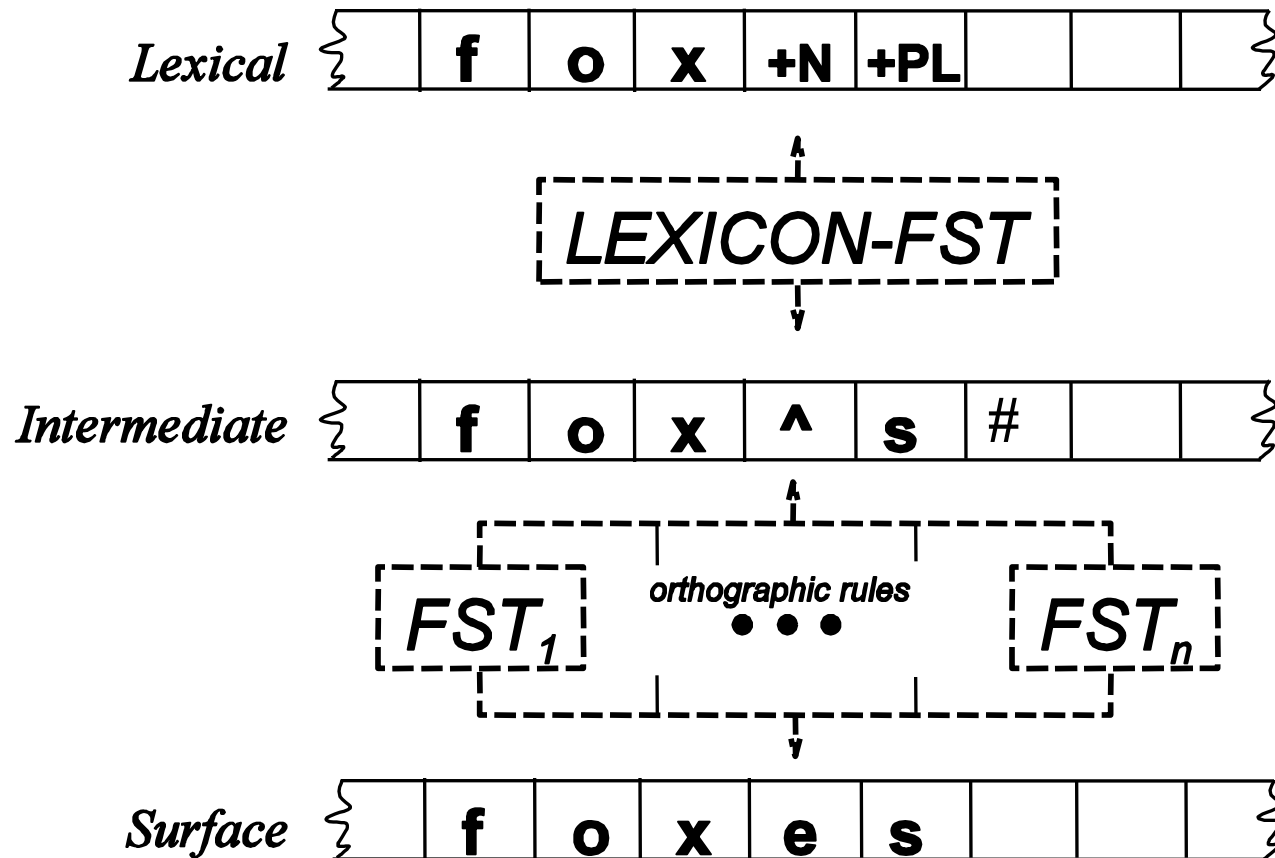 Lexical f o x +N +PL
LEXICON-FST
Intermediate f o x ^ s #
orthographic rules
FST1 ●●● FSTn
Surface f o x e s